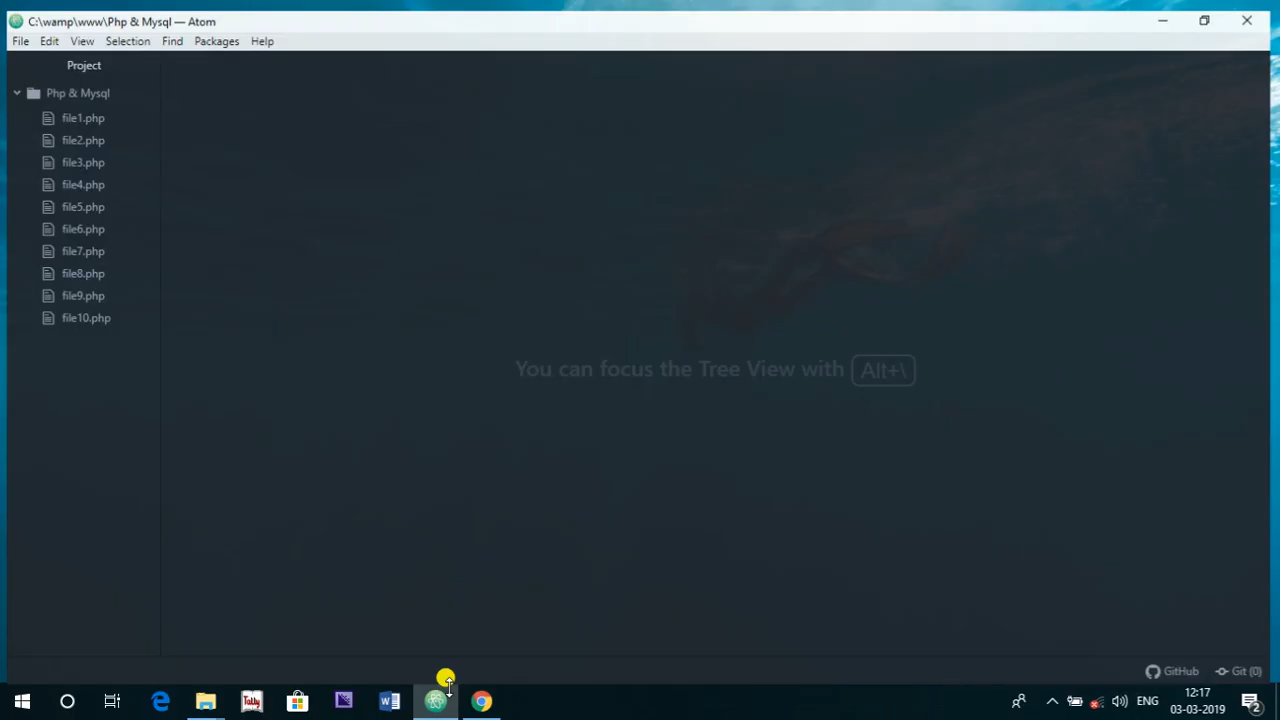 C:\wamp\www\Php & Mysql — Atom
File Edit View Selection Find Packages Help
Project
Php & Mysql
file1.php
file2.php
file3.php
file4.php
file5.php
file6.php
file7.php
file8.php
file9.php
file10.php
You can focus the Tree View with Alt+\
GitHub Git (0)
Tally
ENG
12:17
03-03-2019
2